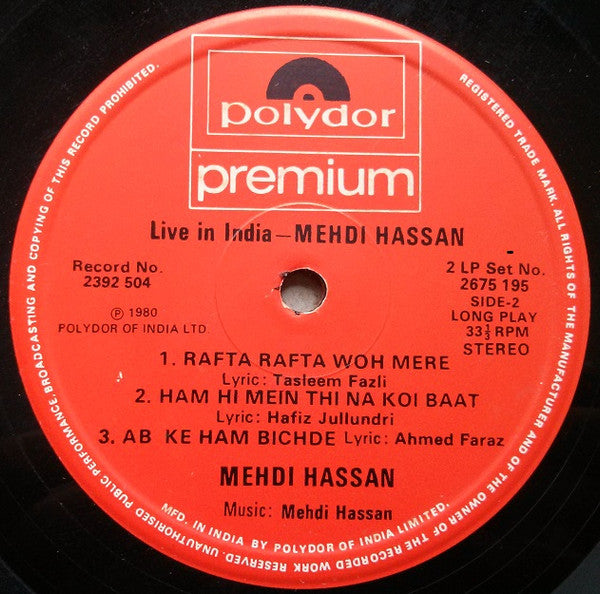 polydor
premium
Live in India – MEHDI HASSAN
Record No.
2392 504
Ⓟ 1980
POLYDOR OF INDIA LTD.
2 LP Set No.
2675 195
SIDE-2
LONG PLAY
33⅓ RPM
STEREO
1. RAFTA RAFTA WOH MERE
Lyric: Tasleem Fazli
2. HAM HI MEIN THI NA KOI BAAT
Lyric: Hafiz Jullundri
3. AB KE HAM BICHDE Lyric: Ahmed Faraz
MEHDI HASSAN
Music: Mehdi Hassan
MFD. IN INDIA BY POLYDOR OF INDIA LIMITED.
REGISTERED TRADE MARK. ALL RIGHTS OF THE MANUFACTURER AND OF THE OWNER OF THE RECORDED WORK RESERVED. UNAUTHORISED PUBLIC PERFORMANCE, BROADCASTING AND COPYING OF THIS RECORD PROHIBITED.